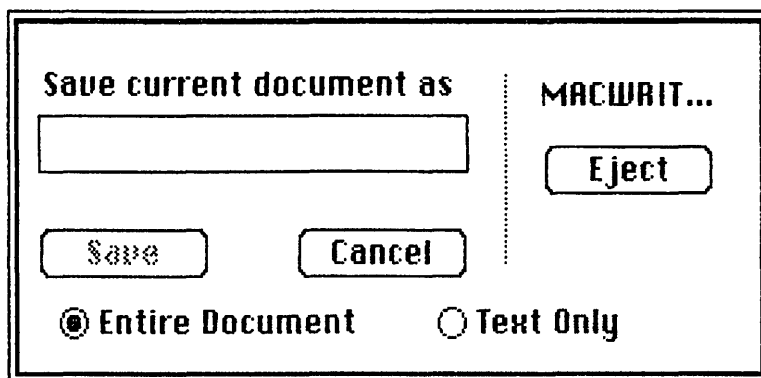 Save current document as
MACWRIT...
Eject
Save
Cancel
Entire Document
Text Only